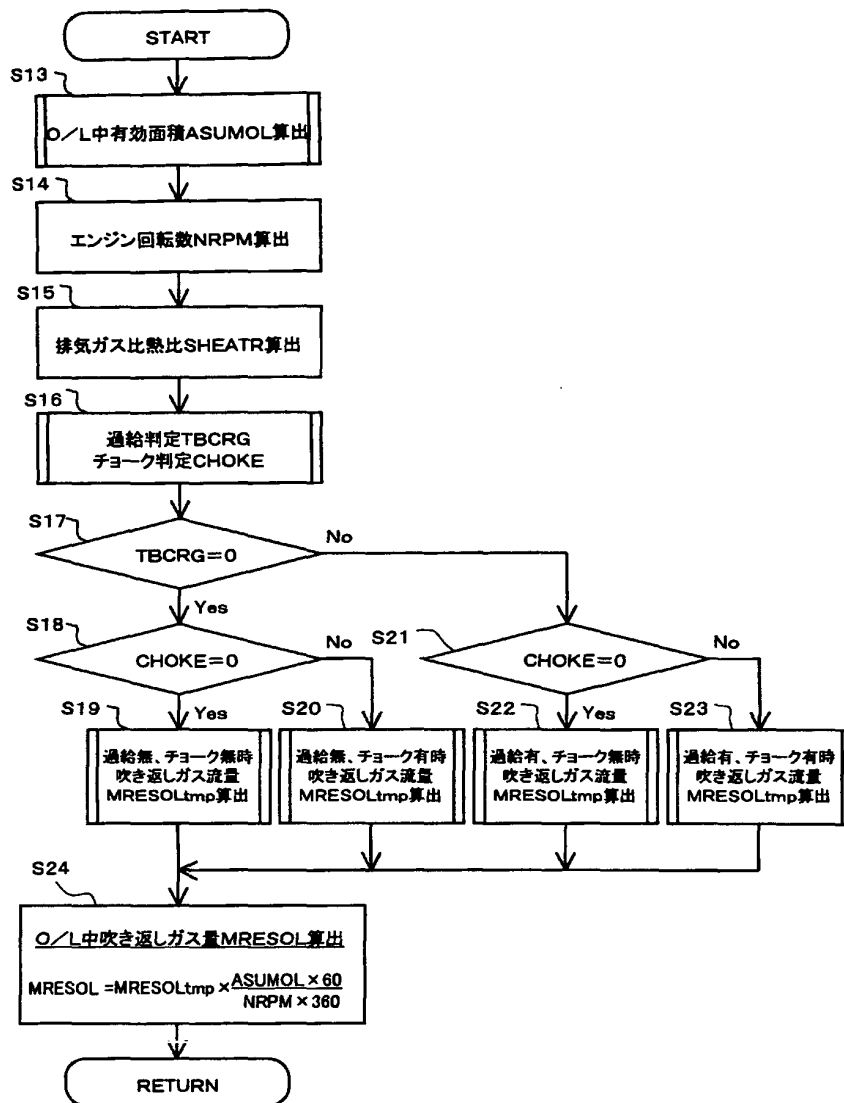 START
S13
O/L中有効面積ASUMOL算出
S14
エンジン回転数NRPM算出
S15
排気ガス比熱比SHEATR算出
S16
過給判定TBCRG
チョーク判定CHOKE
S17
TBCRG=0
No
Yes
S18
CHOKE=0
No
Yes
S21
CHOKE=0
No
Yes
S19
過給無、チョーク無時
吹き返しガス流量
MRESOLtmp算出
S20
過給無、チョーク有時
吹き返しガス流量
MRESOLtmp算出
S22
過給有、チョーク無時
吹き返しガス流量
MRESOLtmp算出
S23
過給有、チョーク有時
吹き返しガス流量
MRESOLtmp算出
S24
O/L中吹き返しガス量MRESOL算出
MRESOL =MRESOLtmp × ASUMOL × 60
NRPM × 360
RETURN